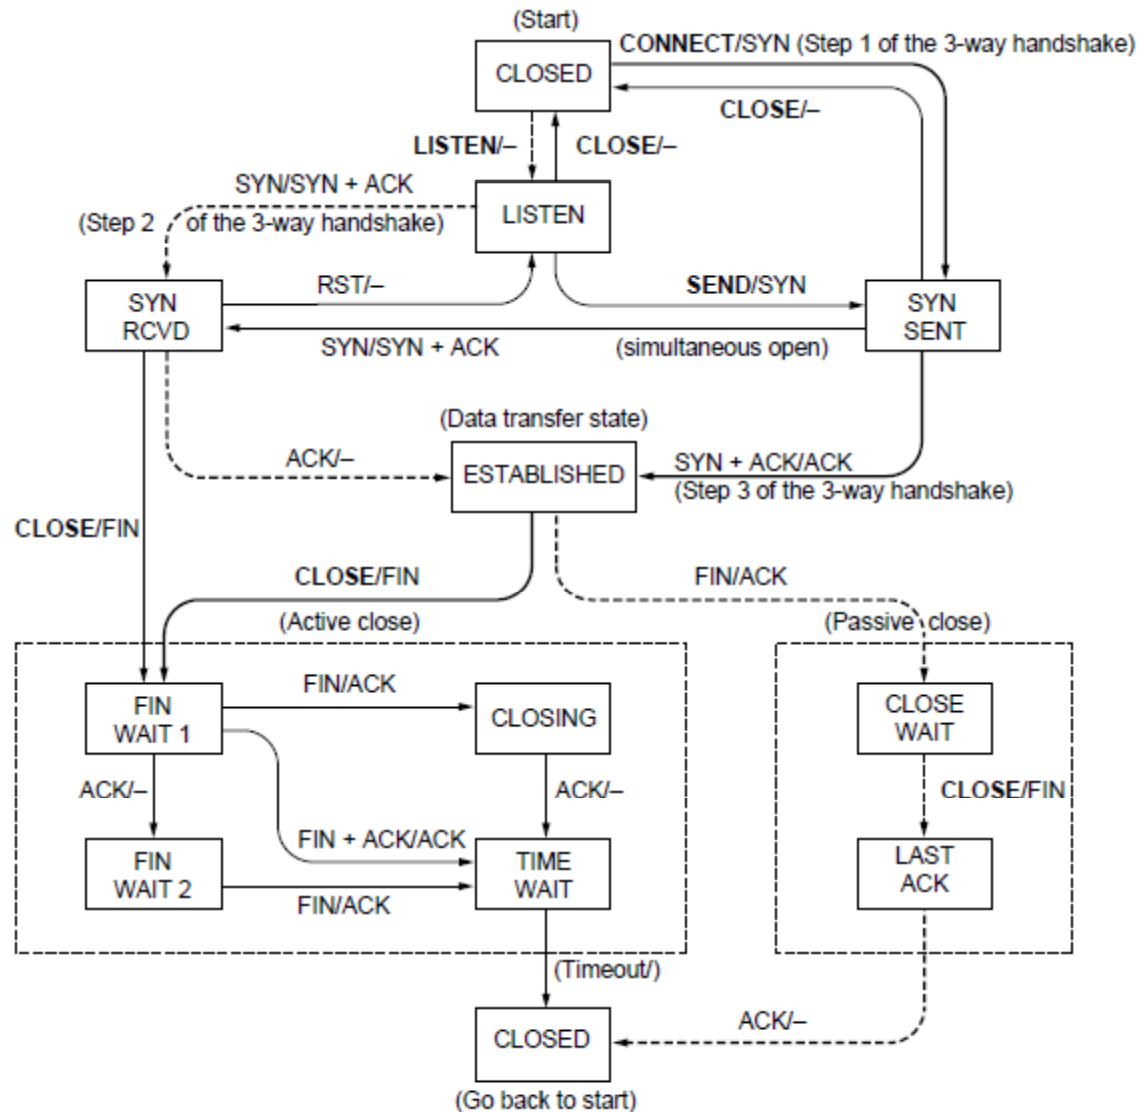 (Start)
CONNECT/SYN (Step 1 of the 3-way handshake)
CLOSED
CLOSE/–
LISTEN/–
CLOSE/–
SYN/SYN + ACK
(Step 2 of the 3-way handshake)
LISTEN
RST/–
SEND/SYN
SYN
RCVD
SYN
SENT
SYN/SYN + ACK
(simultaneous open)
(Data transfer state)
ACK/–
ESTABLISHED
SYN + ACK/ACK
(Step 3 of the 3-way handshake)
CLOSE/FIN
CLOSE/FIN
FIN/ACK
(Active close)
(Passive close)
FIN
WAIT 1
FIN/ACK
CLOSING
CLOSE
WAIT
ACK/–
ACK/–
CLOSE/FIN
FIN + ACK/ACK
FIN
WAIT 2
FIN/ACK
TIME
WAIT
LAST
ACK
(Timeout/)
CLOSED
ACK/–
(Go back to start)